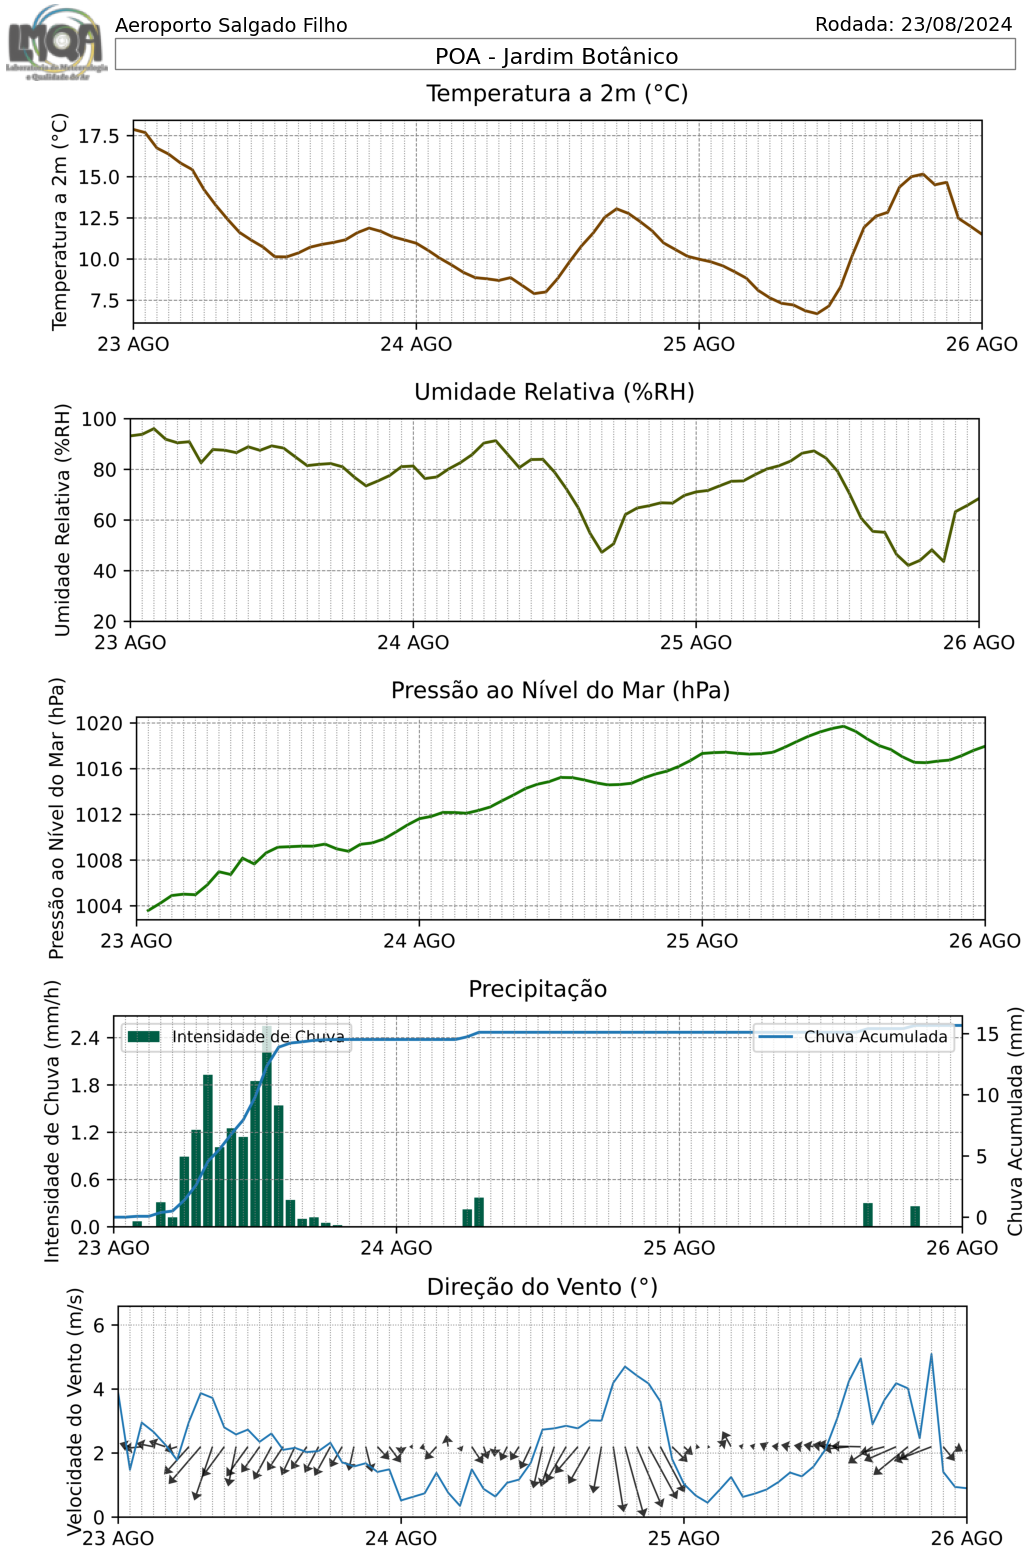 LMQA
Laboratório de Meteorologia
e Qualidade do Ar
Aeroporto Salgado Filho
Rodada: 23/08/2024
POA - Jardim Botânico
Temperatura a 2m (°C)
Temperatura a 2m (°C)
17.5
15.0
12.5
10.0
7.5
23 AGO 24 AGO 25 AGO 26 AGO
Umidade Relativa (%RH)
Umidade Relativa (%RH)
100
80
60
40
20
23 AGO 24 AGO 25 AGO 26 AGO
Pressão ao Nível do Mar (hPa)
Pressão ao Nível do Mar (hPa)
1020
1016
1012
1008
1004
23 AGO 24 AGO 25 AGO 26 AGO
Precipitação
Intensidade de Chuva (mm/h)
2.4
1.8
1.2
0.6
0.0
Intensidade de Chuva
Chuva Acumulada
15
10
5
0
Chuva Acumulada (mm)
23 AGO 24 AGO 25 AGO 26 AGO
Direção do Vento (°)
Velocidade do Vento (m/s)
6
4
2
0
23 AGO 24 AGO 25 AGO 26 AGO